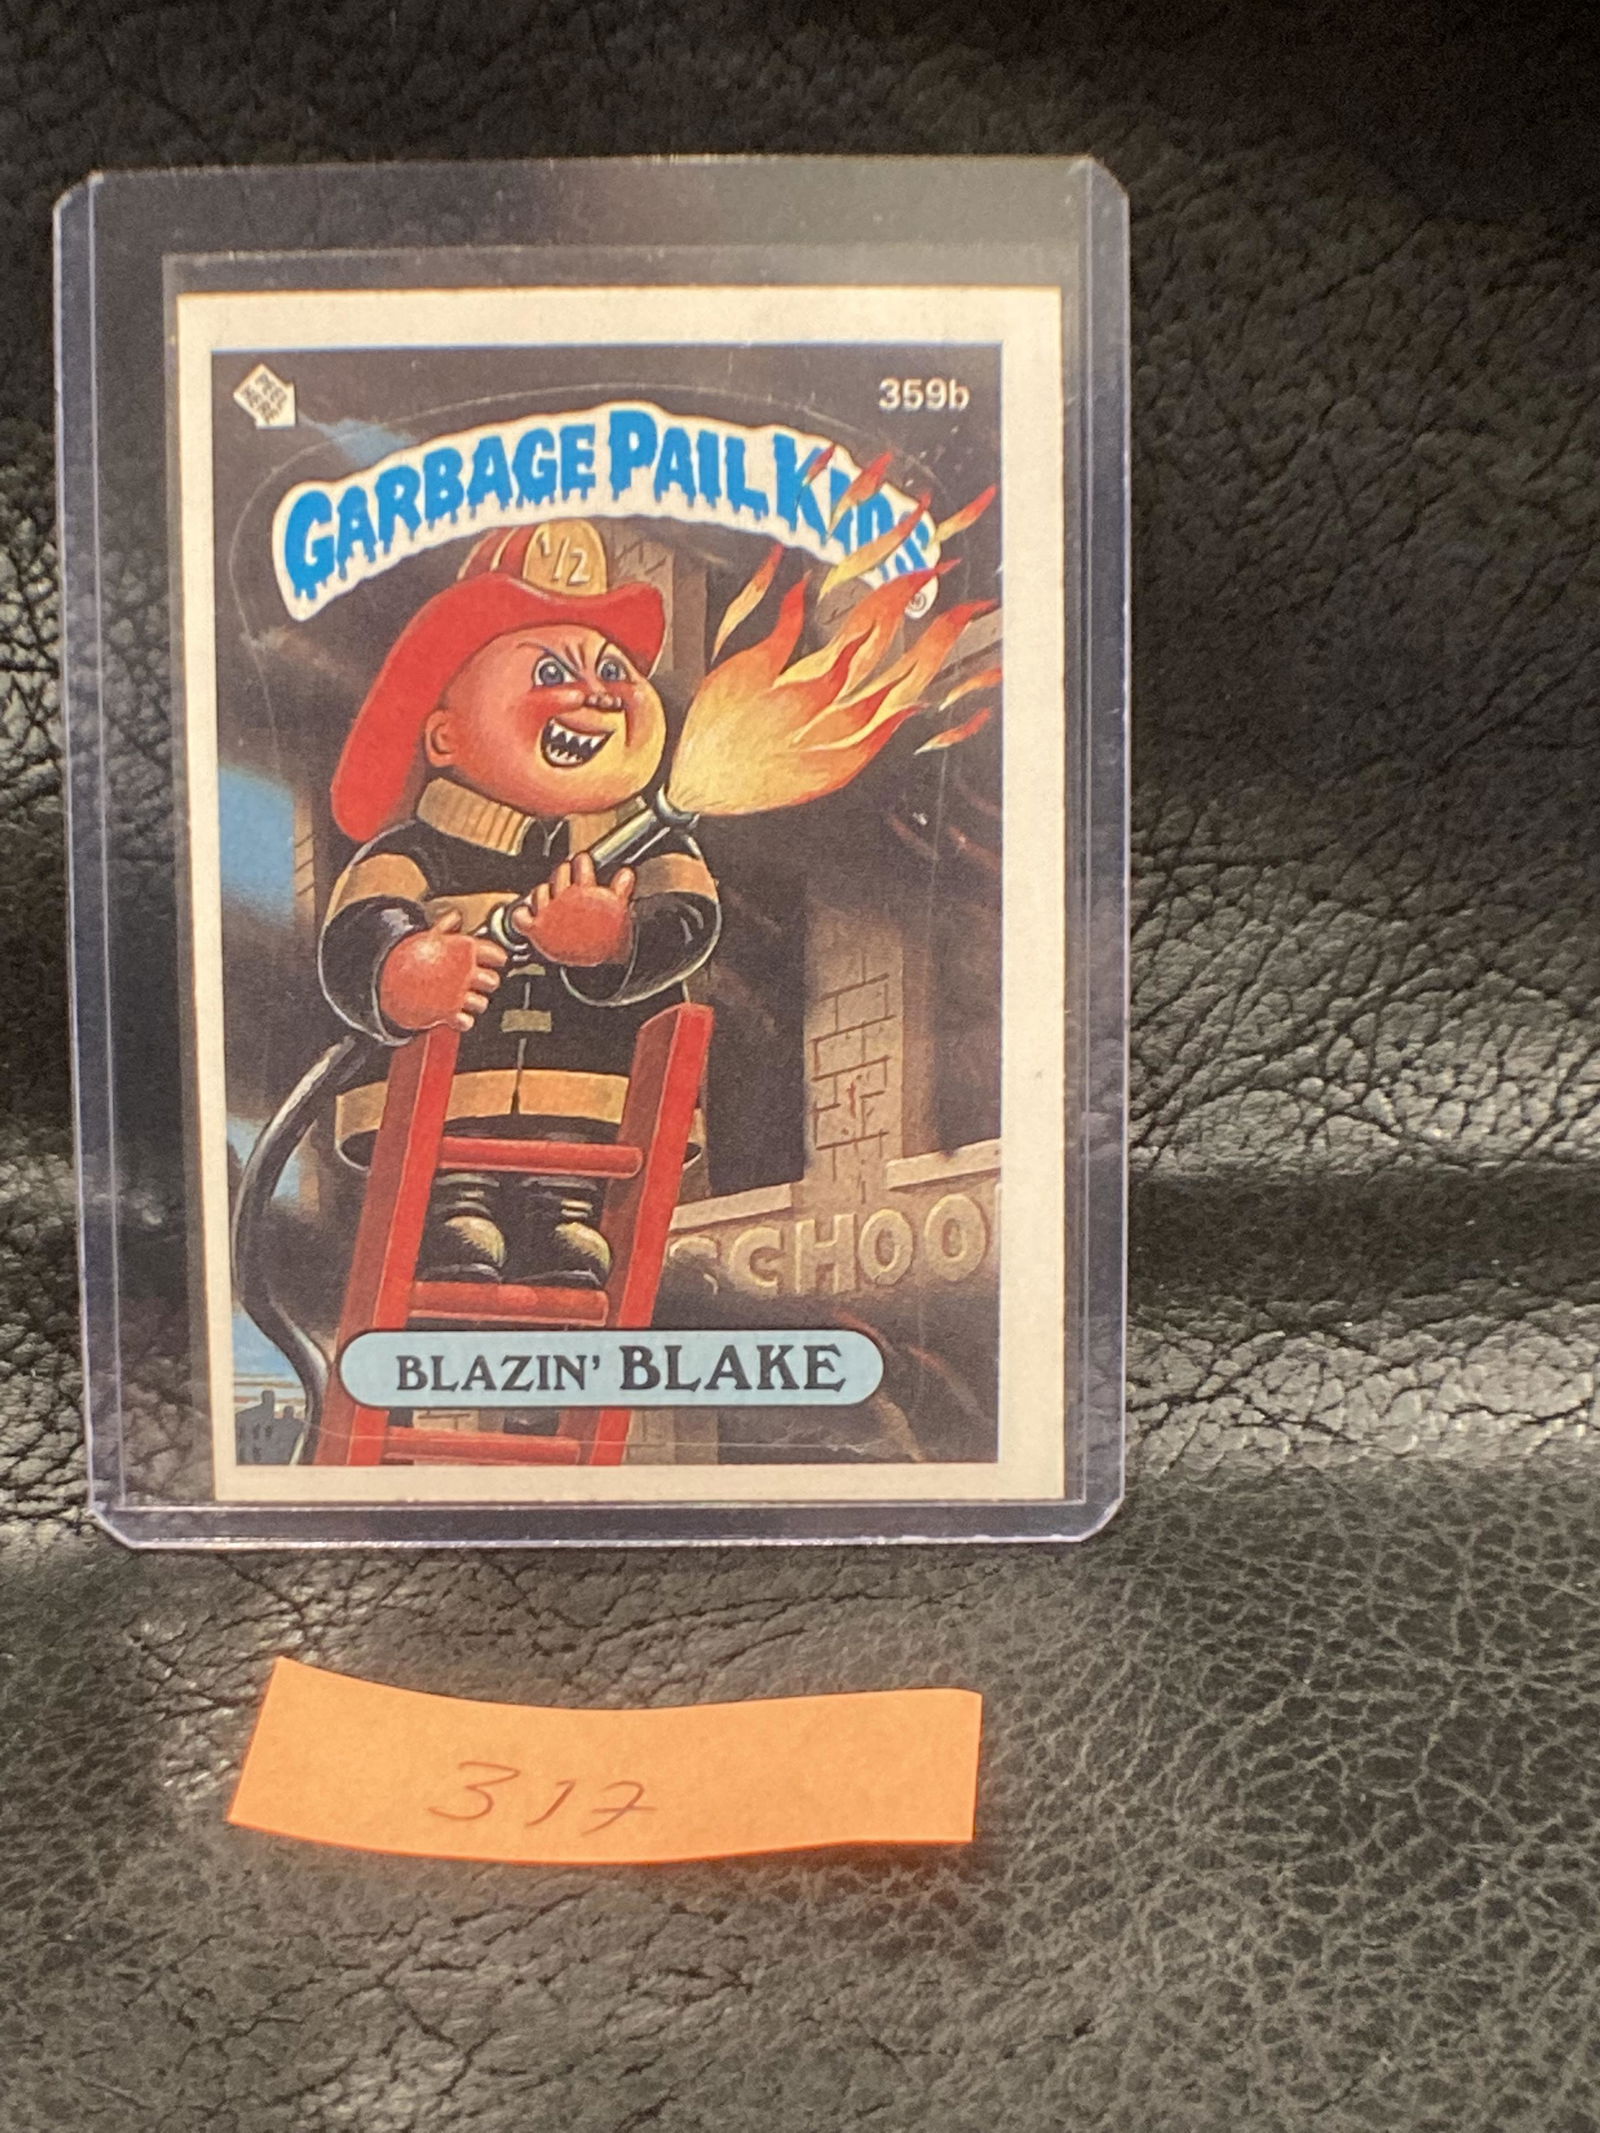 359b
GARBAGE PAIL KIDS
1/2
SCHOO
BLAZIN' BLAKE
317